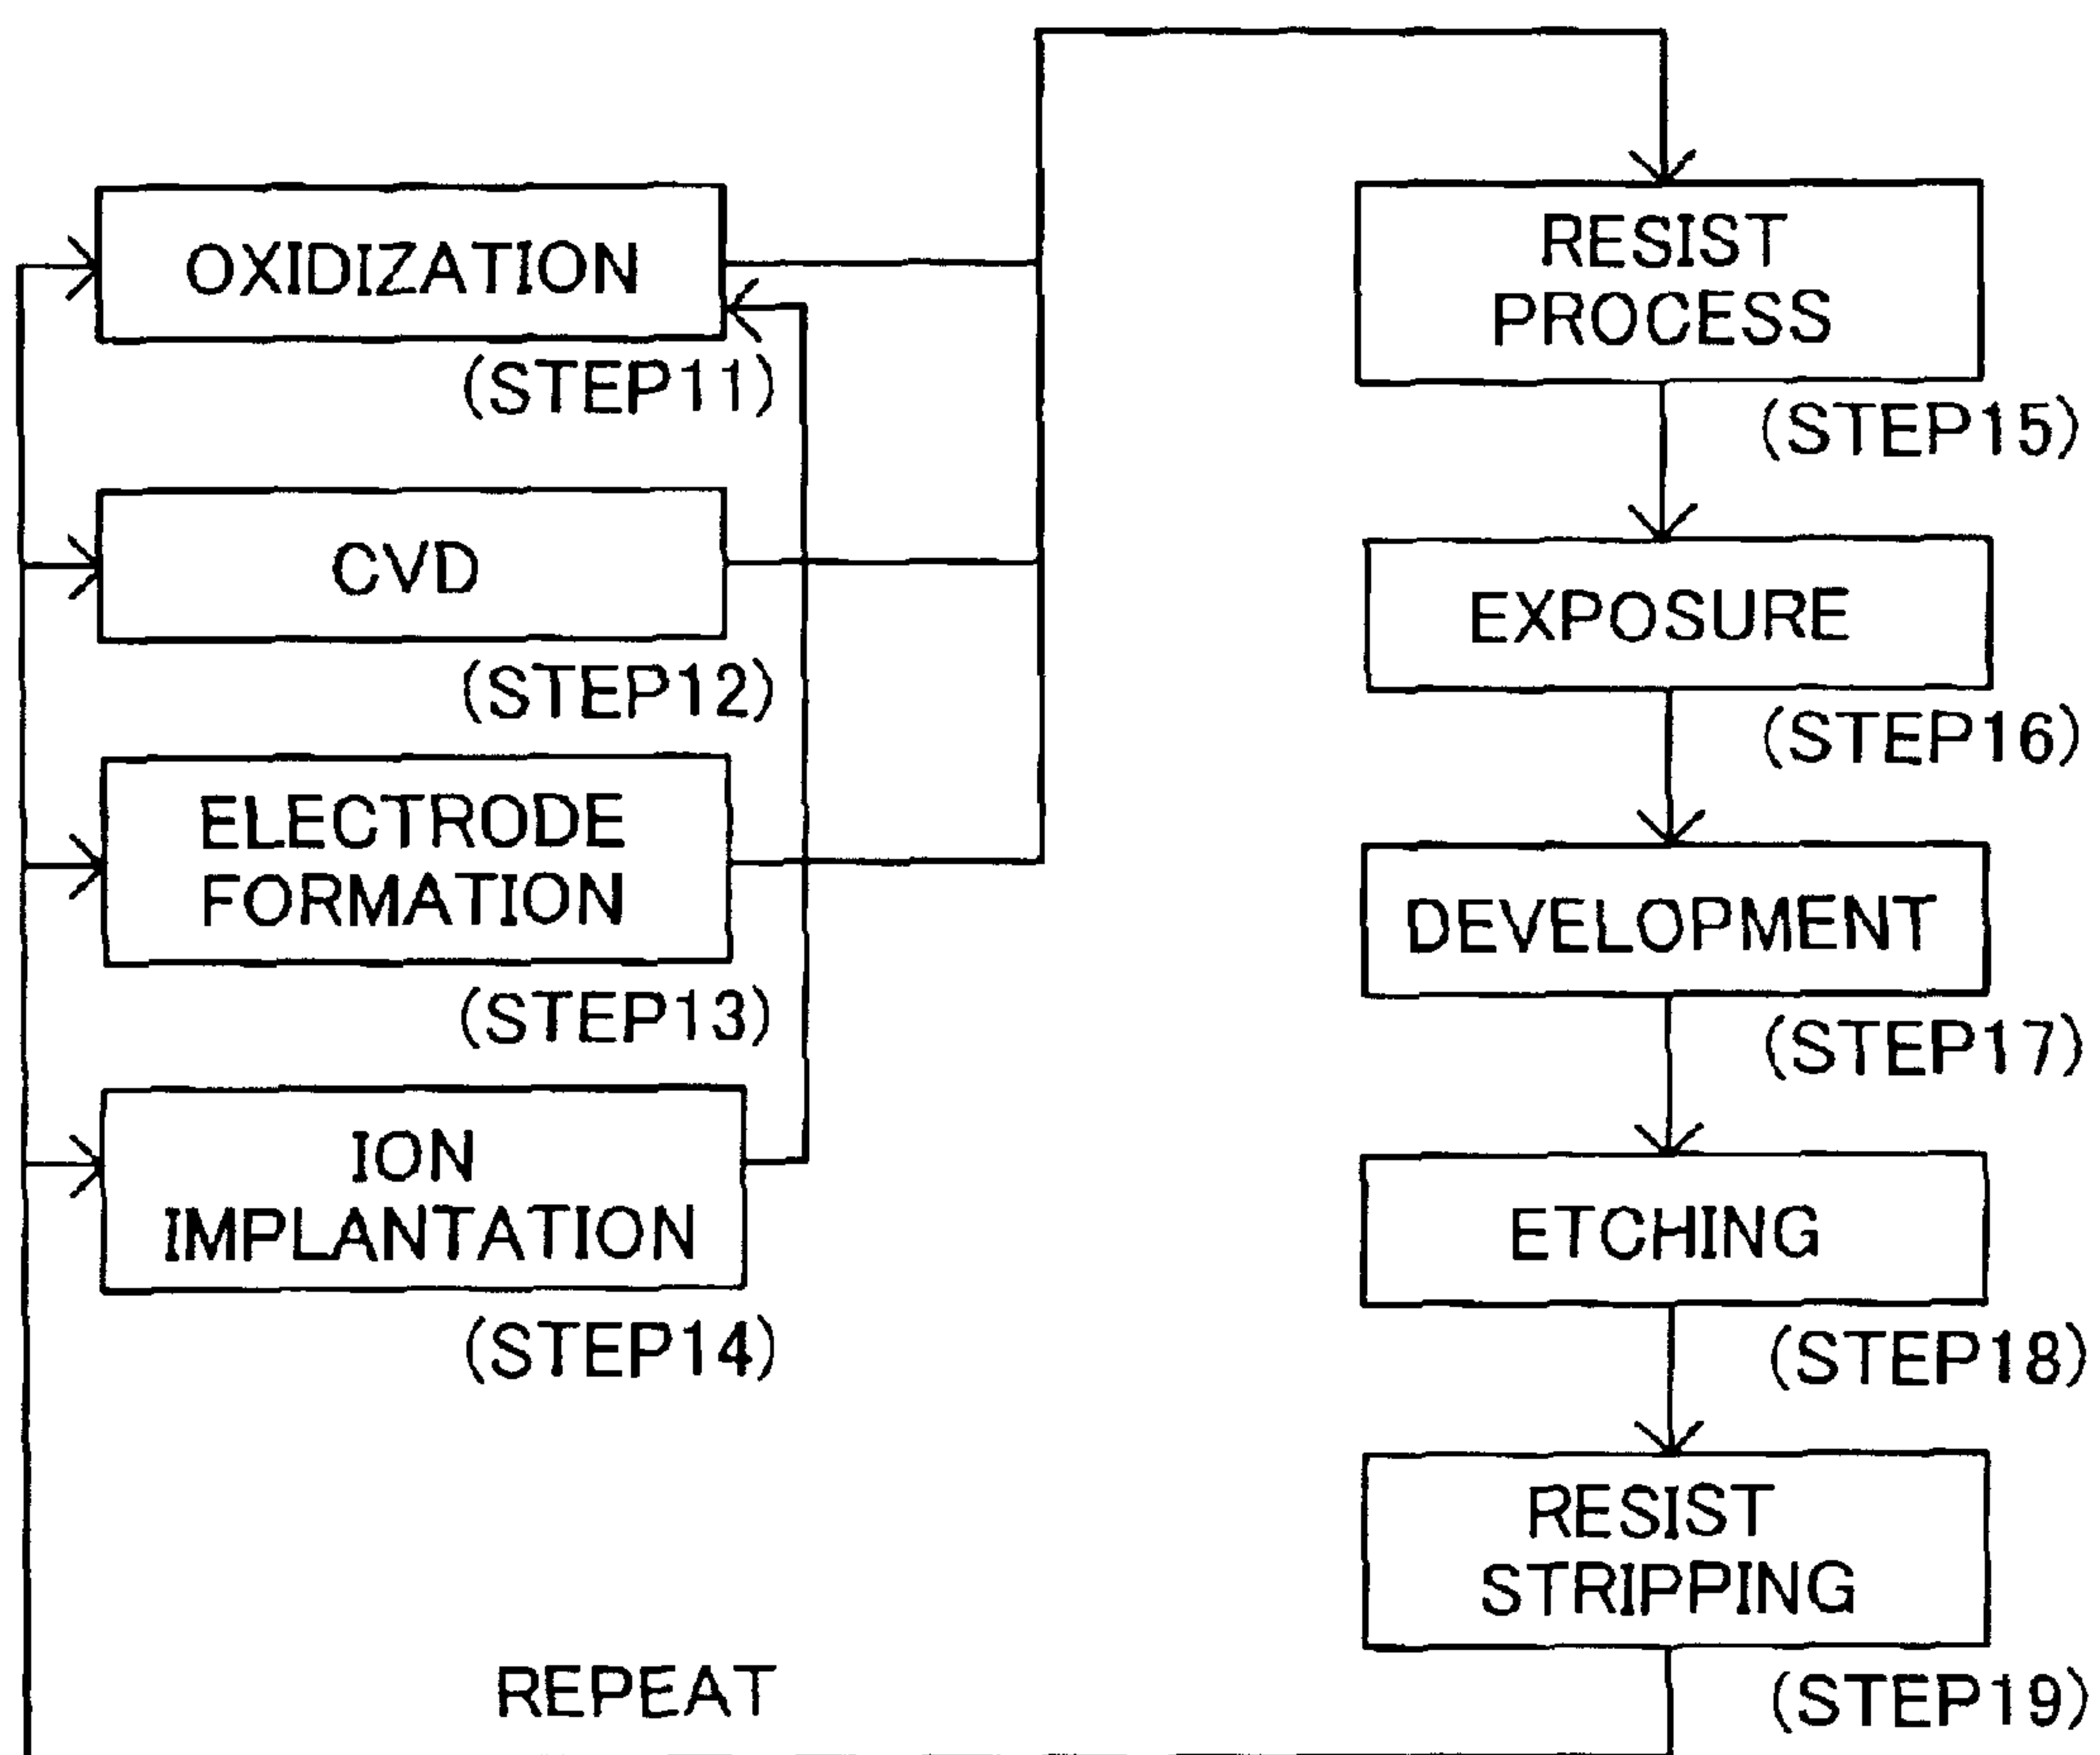 OXIDIZATION
(STEP11)
CVD
(STEP12)
ELECTRODE
FORMATION
(STEP13)
ION
IMPLANTATION
(STEP14)
REPEAT
RESIST
PROCESS
(STEP15)
EXPOSURE
(STEP16)
DEVELOPMENT
(STEP17)
ETCHING
(STEP18)
RESIST
STRIPPING
(STEP19)